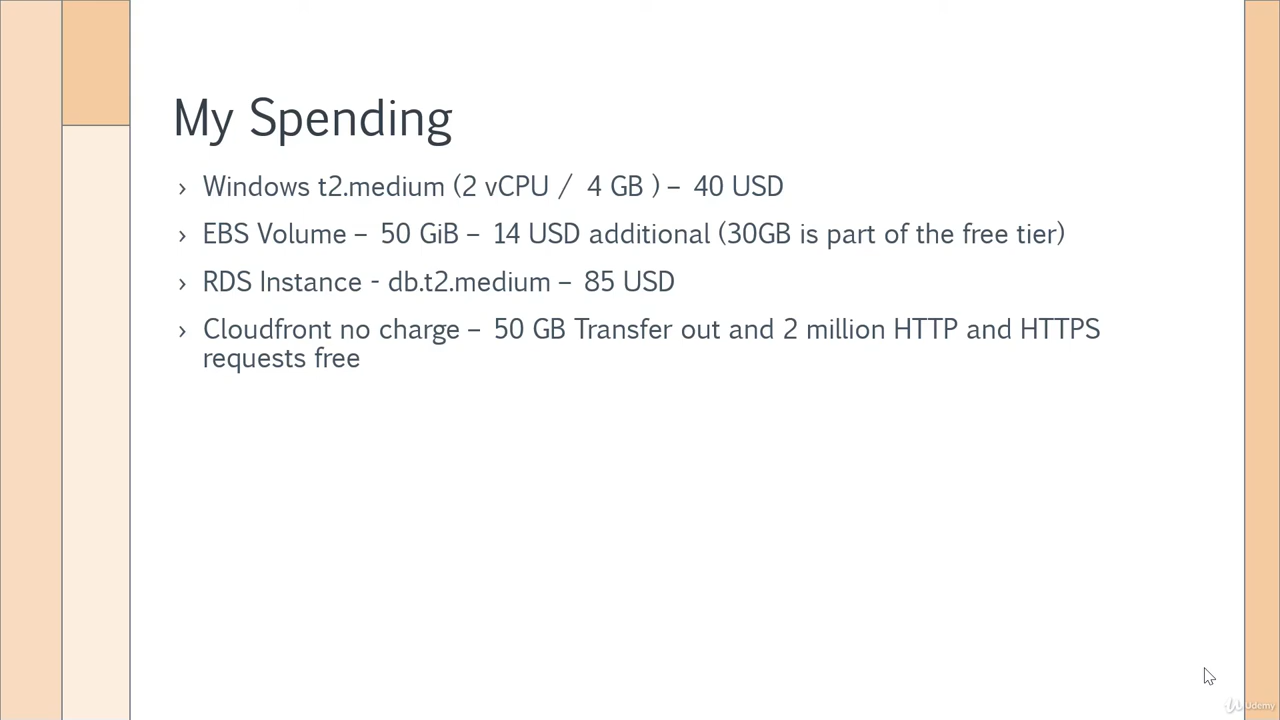 My Spending
› Windows t2.medium (2 vCPU / 4 GB ) – 40 USD
› EBS Volume – 50 GiB – 14 USD additional (30GB is part of the free tier)
› RDS Instance - db.t2.medium – 85 USD
› Cloudfront no charge – 50 GB Transfer out and 2 million HTTP and HTTPS
requests free
Udemy